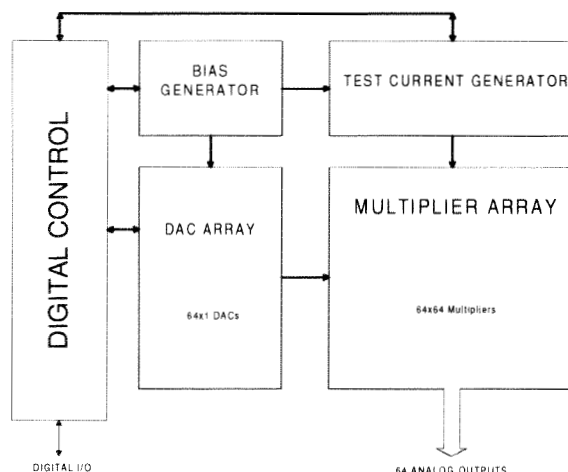 BIAS
GENERATOR
TEST CURRENT GENERATOR
DIGITAL CONTROL
DAC ARRAY
64x1 DACs
MULTIPLIER ARRAY
64x64 Multipliers
DIGITAL I/O
64 ANALOG OUTPUTS